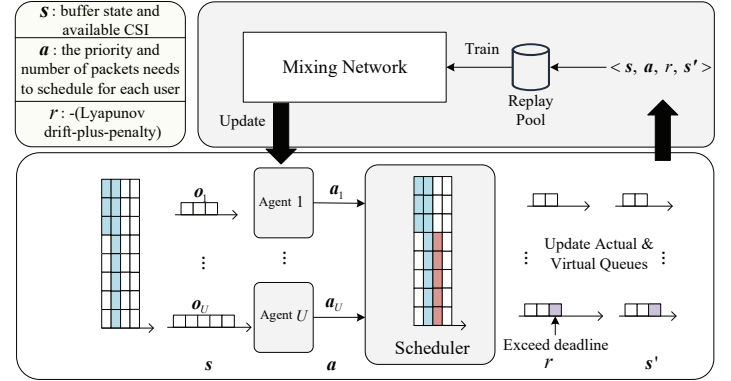 s : buffer state and
available CSI
a : the priority and
number of packets needs
to schedule for each user
r : -(Lyapunov
drift-plus-penalty)
Mixing Network
Train
Replay
Pool
< s, a, r, s' >
Update
o₁
Agent 1
a₁
⋮
⋮
⋮
⋮
Update Actual &
Virtual Queues
o_U
Agent U
a_U
Scheduler
Exceed deadline
s
a
r
s'